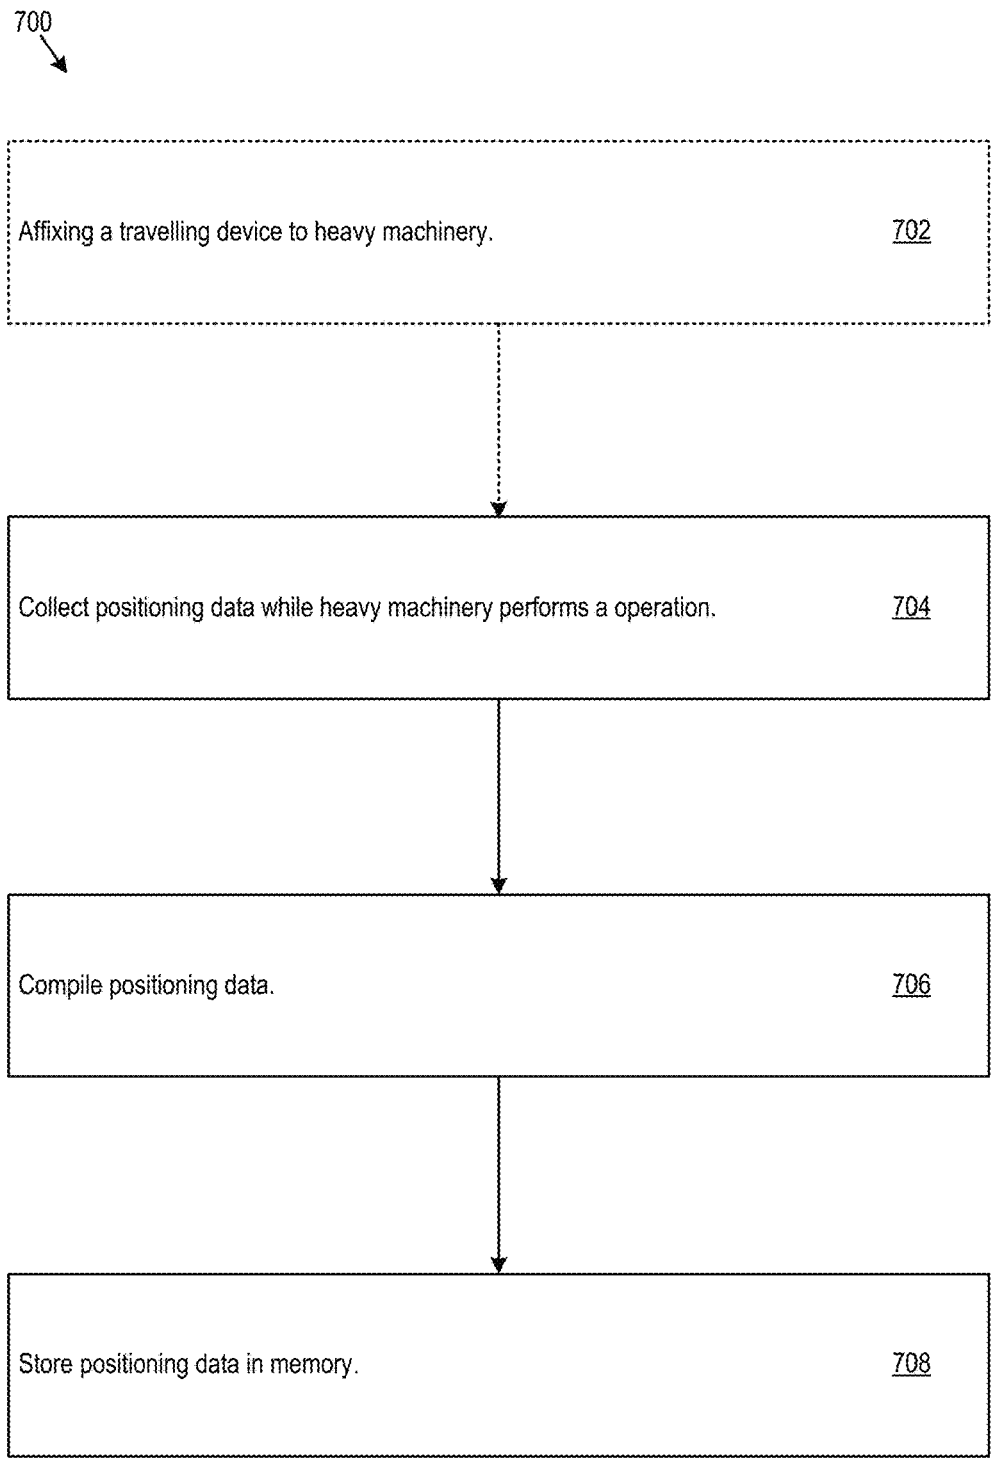 700
Affixing a travelling device to heavy machinery. 702
Collect positioning data while heavy machinery performs a operation. 704
Compile positioning data. 706
Store positioning data in memory. 708